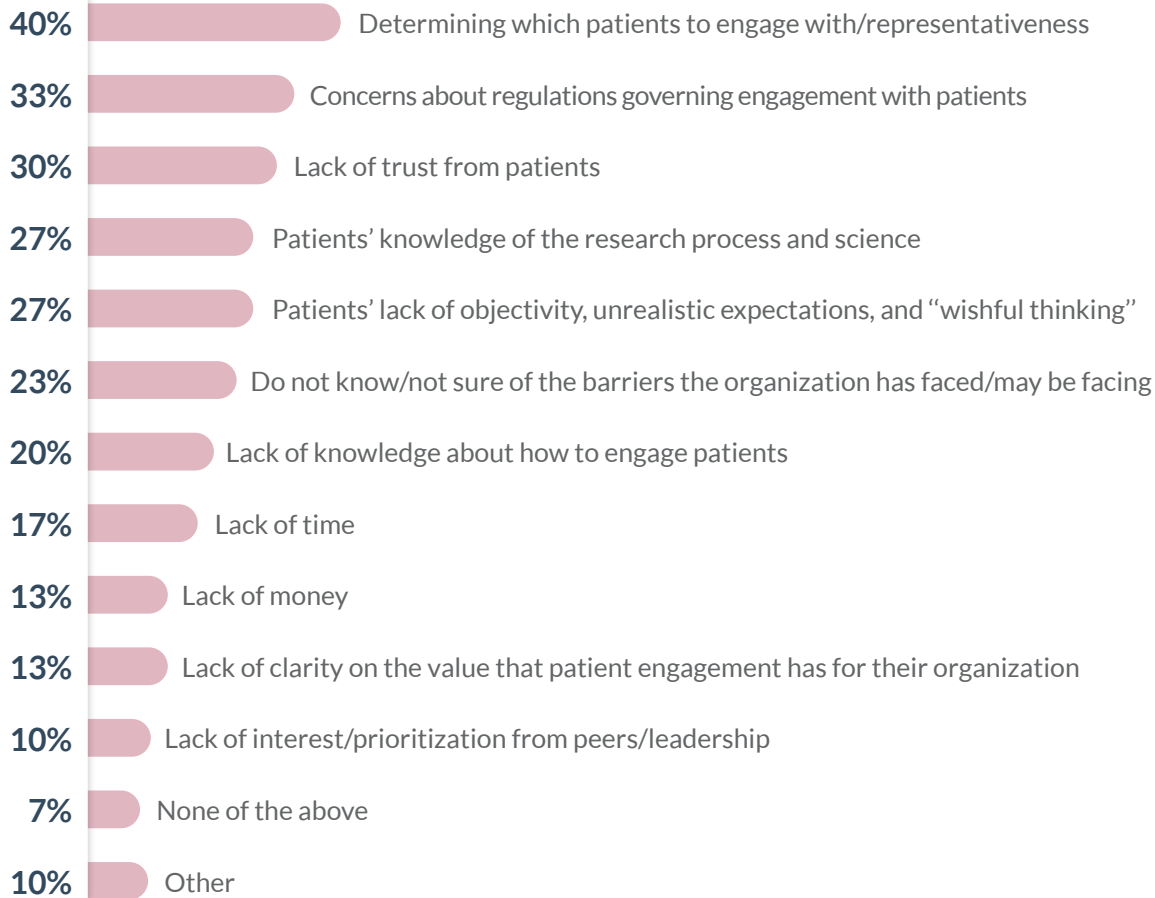 40% Determining which patients to engage with/representativeness
33% Concerns about regulations governing engagement with patients
30% Lack of trust from patients
27% Patients’ knowledge of the research process and science
27% Patients’ lack of objectivity, unrealistic expectations, and ‘‘wishful thinking’’
23% Do not know/not sure of the barriers the organization has faced/may be facing
20% Lack of knowledge about how to engage patients
17% Lack of time
13% Lack of money
13% Lack of clarity on the value that patient engagement has for their organization
10% Lack of interest/prioritization from peers/leadership
7% None of the above
10% Other